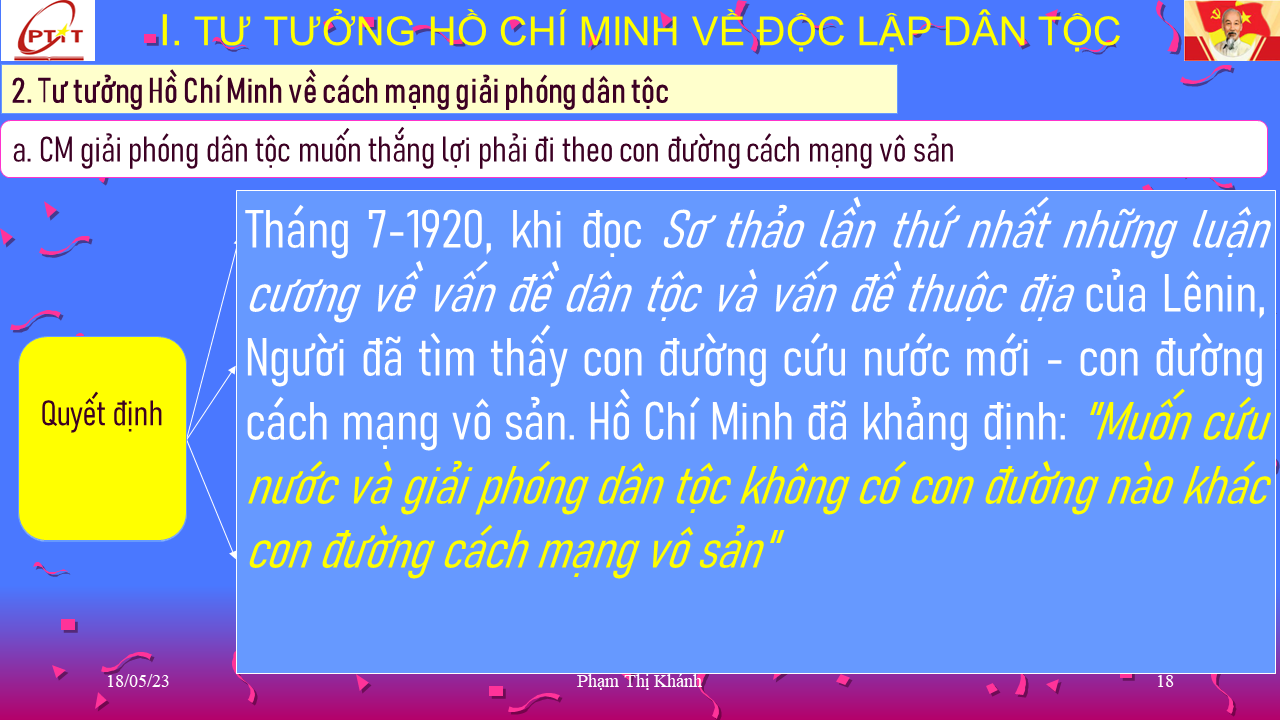 PTIT
I. TƯ TƯỞNG HỒ CHÍ MINH VỀ ĐỘC LẬP DÂN TỘC
2. Tư tưởng Hồ Chí Minh về cách mạng giải phóng dân tộc
a. CM giải phóng dân tộc muốn thắng lợi phải đi theo con đường cách mạng vô sản
Quyết định
Tháng 7-1920, khi đọc Sơ thảo lần thứ nhất những luận
cương về vấn đề dân tộc và vấn đề thuộc địa của Lênin,
Người đã tìm thấy con đường cứu nước mới - con đường
cách mạng vô sản. Hồ Chí Minh đã khảng định: "Muốn cứu
nước và giải phóng dân tộc không có con đường nào khác
con đường cách mạng vô sản"
18/05/23
Phạm Thị Khánh
18